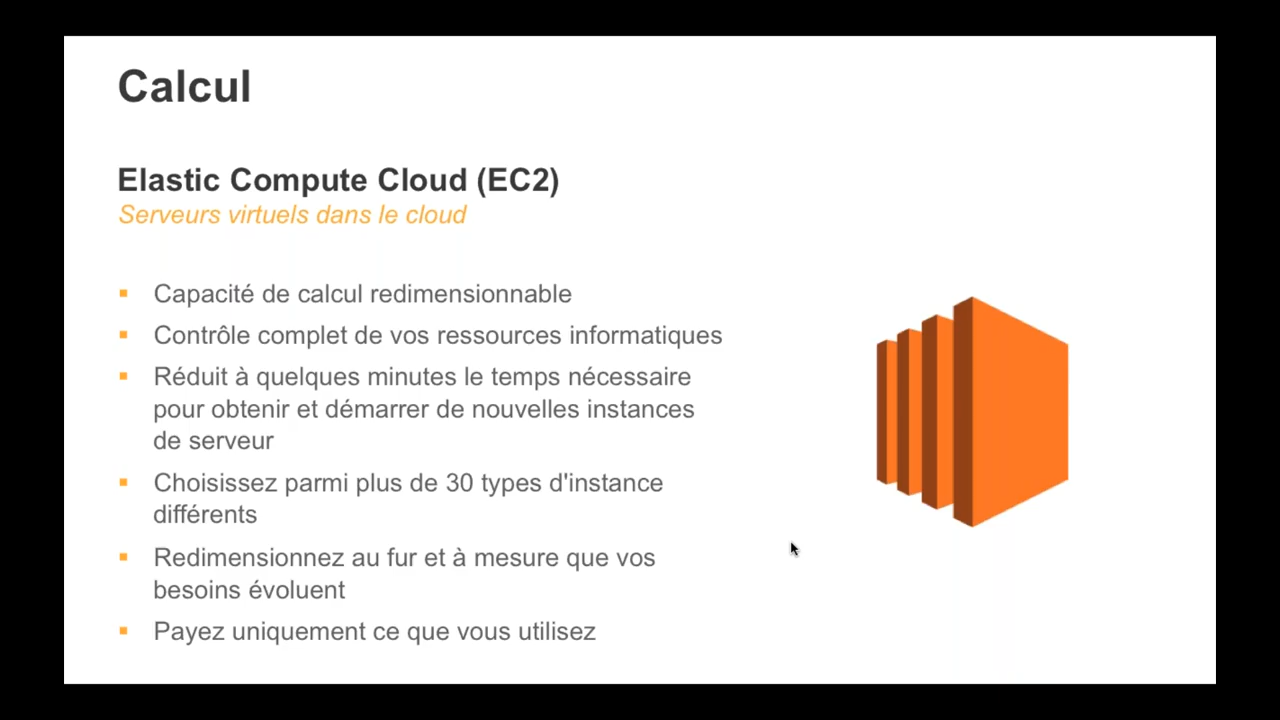 Calcul
Elastic Compute Cloud (EC2)
Serveurs virtuels dans le cloud
Capacité de calcul redimensionnable
Contrôle complet de vos ressources informatiques
Réduit à quelques minutes le temps nécessaire
pour obtenir et démarrer de nouvelles instances
de serveur
Choisissez parmi plus de 30 types d'instance
différents
Redimensionnez au fur et à mesure que vos
besoins évoluent
Payez uniquement ce que vous utilisez